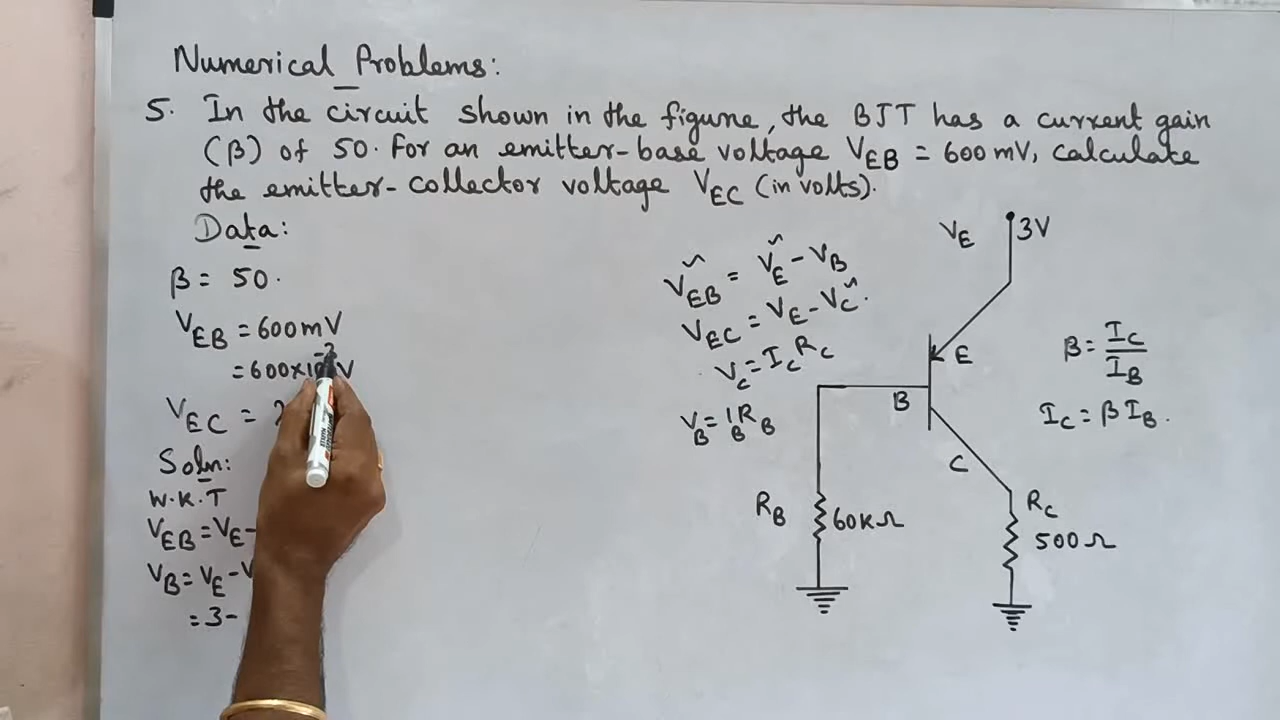 Numerical Problems:
5. In the circuit shown in the figure, the BJT has a current gain
(β) of 50. For an emitter-base voltage VEB = 600mV, calculate
the emitter-collector voltage VEC (in volts).
Data:
β = 50.
VEB = 600mV
= 600×10 V
VEC =
Soln:
W.K.T
VEB = VE-
VB = VE-V
= 3-
VEB = VE - VB
VEC = VE - VC.
VC = IC RC
VB = IB RB
VE 3V
E
B
C
β = IC/IB
IC = β IB.
RB 60KΩ
RC
500Ω